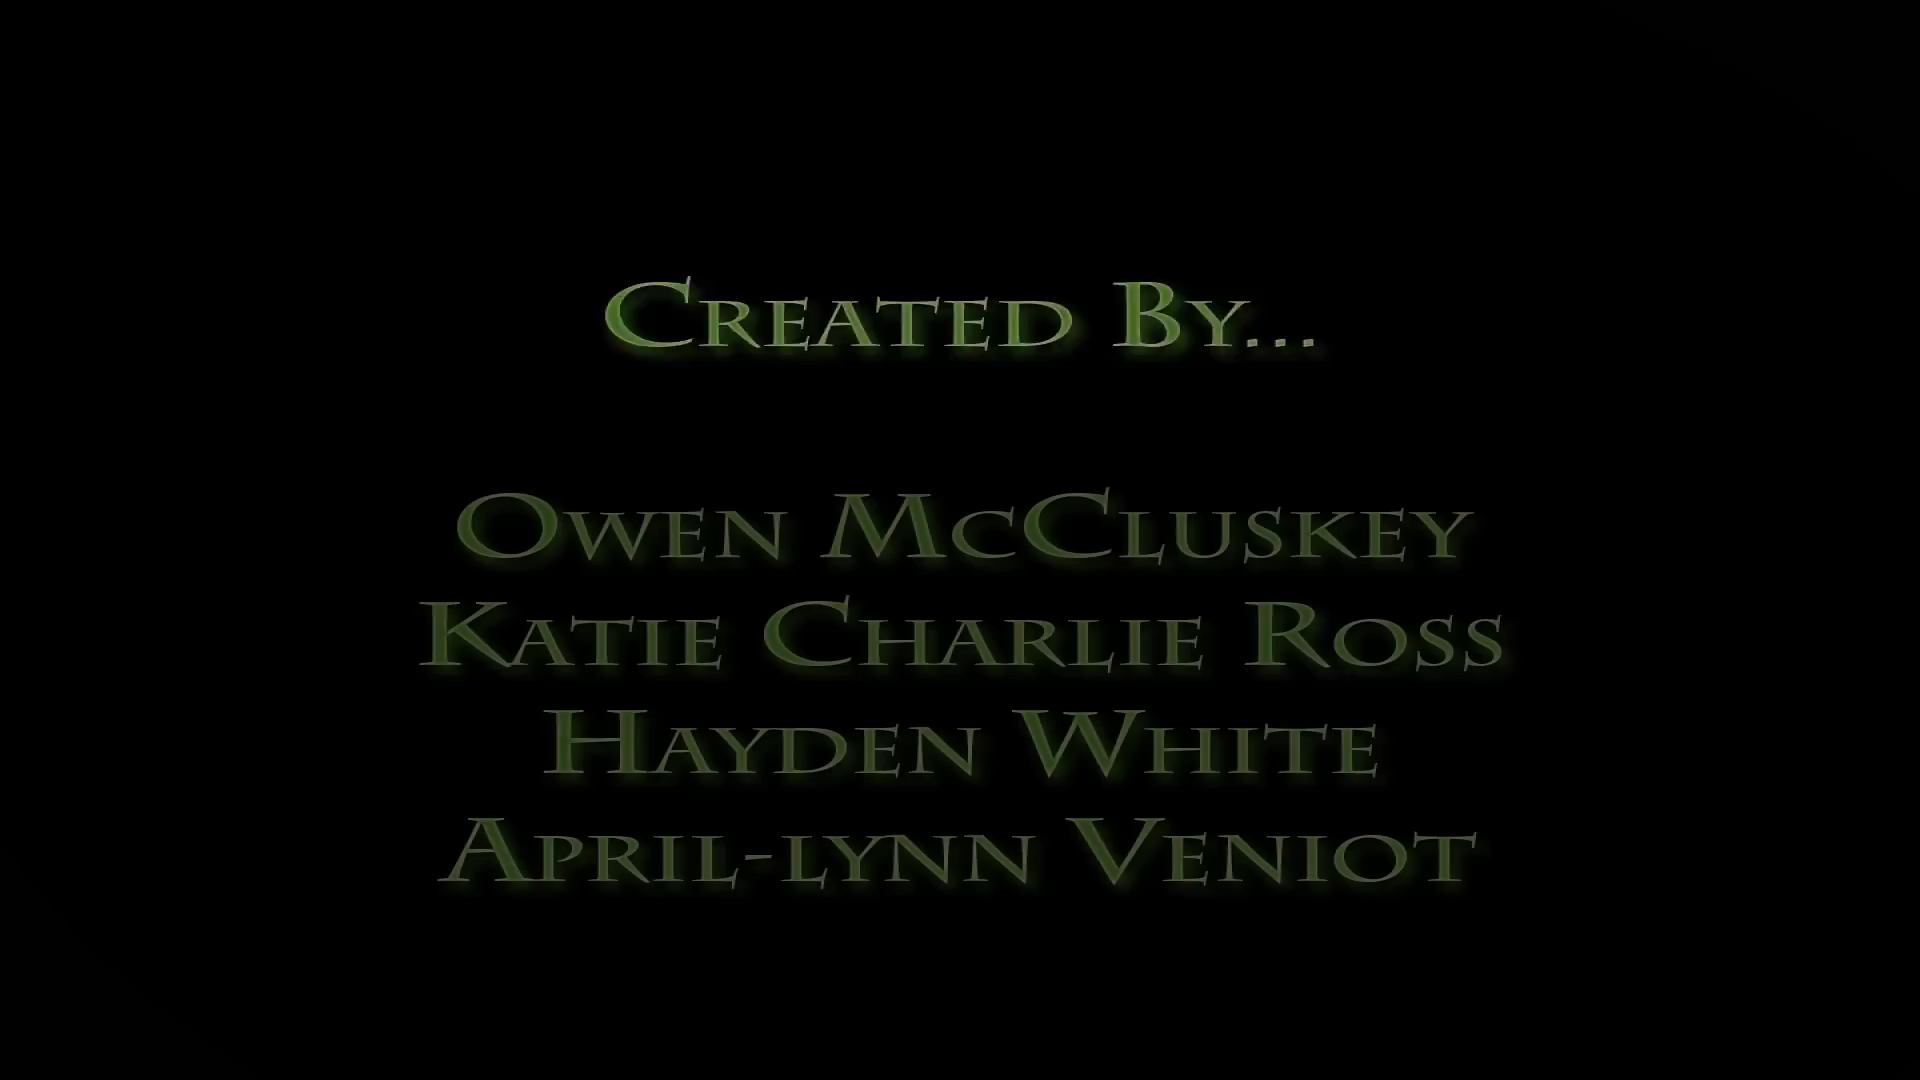 Created By...
Owen McCluskey
Katie Charlie Ross
Hayden White
April-lynn Veniot